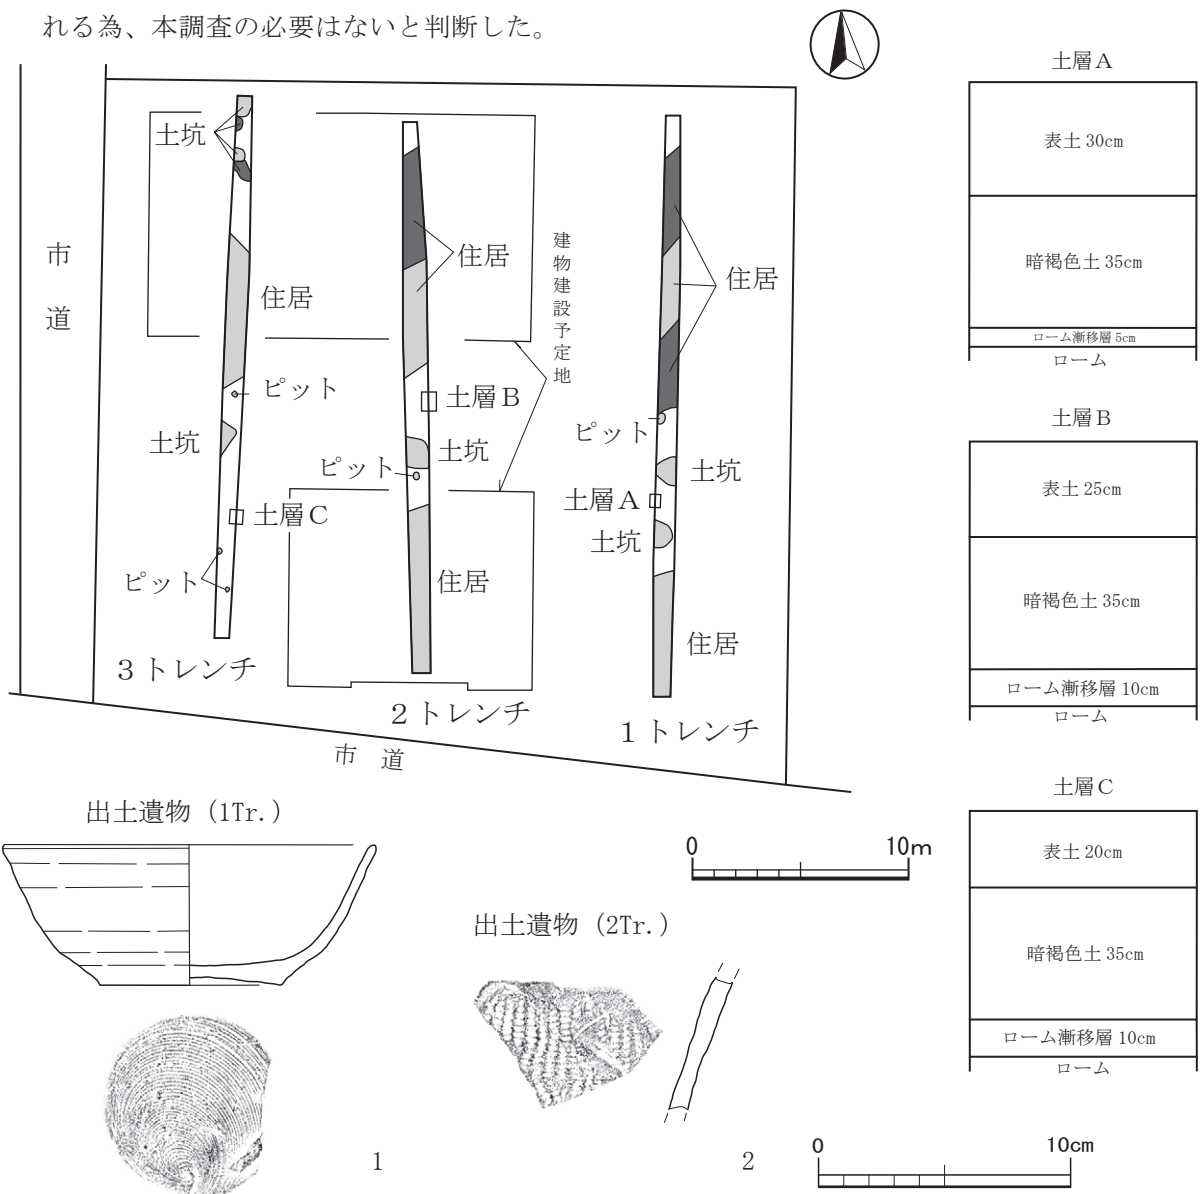 れる為、本調査の必要はないと判断した。
土坑
住居
ピット
土坑
土層C
ピット
3トレンチ
住居
土層B
土坑
ピット
住居
2トレンチ
建物建設予定地
住居
ピット
土坑
土層A
土坑
住居
1トレンチ
市道
市道
土層A
表土 30cm
暗褐色土 35cm
ローム漸移層 5cm
ローム
土層B
表土 25cm
暗褐色土 35cm
ローム漸移層 10cm
ローム
土層C
表土 20cm
暗褐色土 35cm
ローム漸移層 10cm
ローム
0 10m
出土遺物（1Tr.）
1
出土遺物（2Tr.）
2
0 10cm